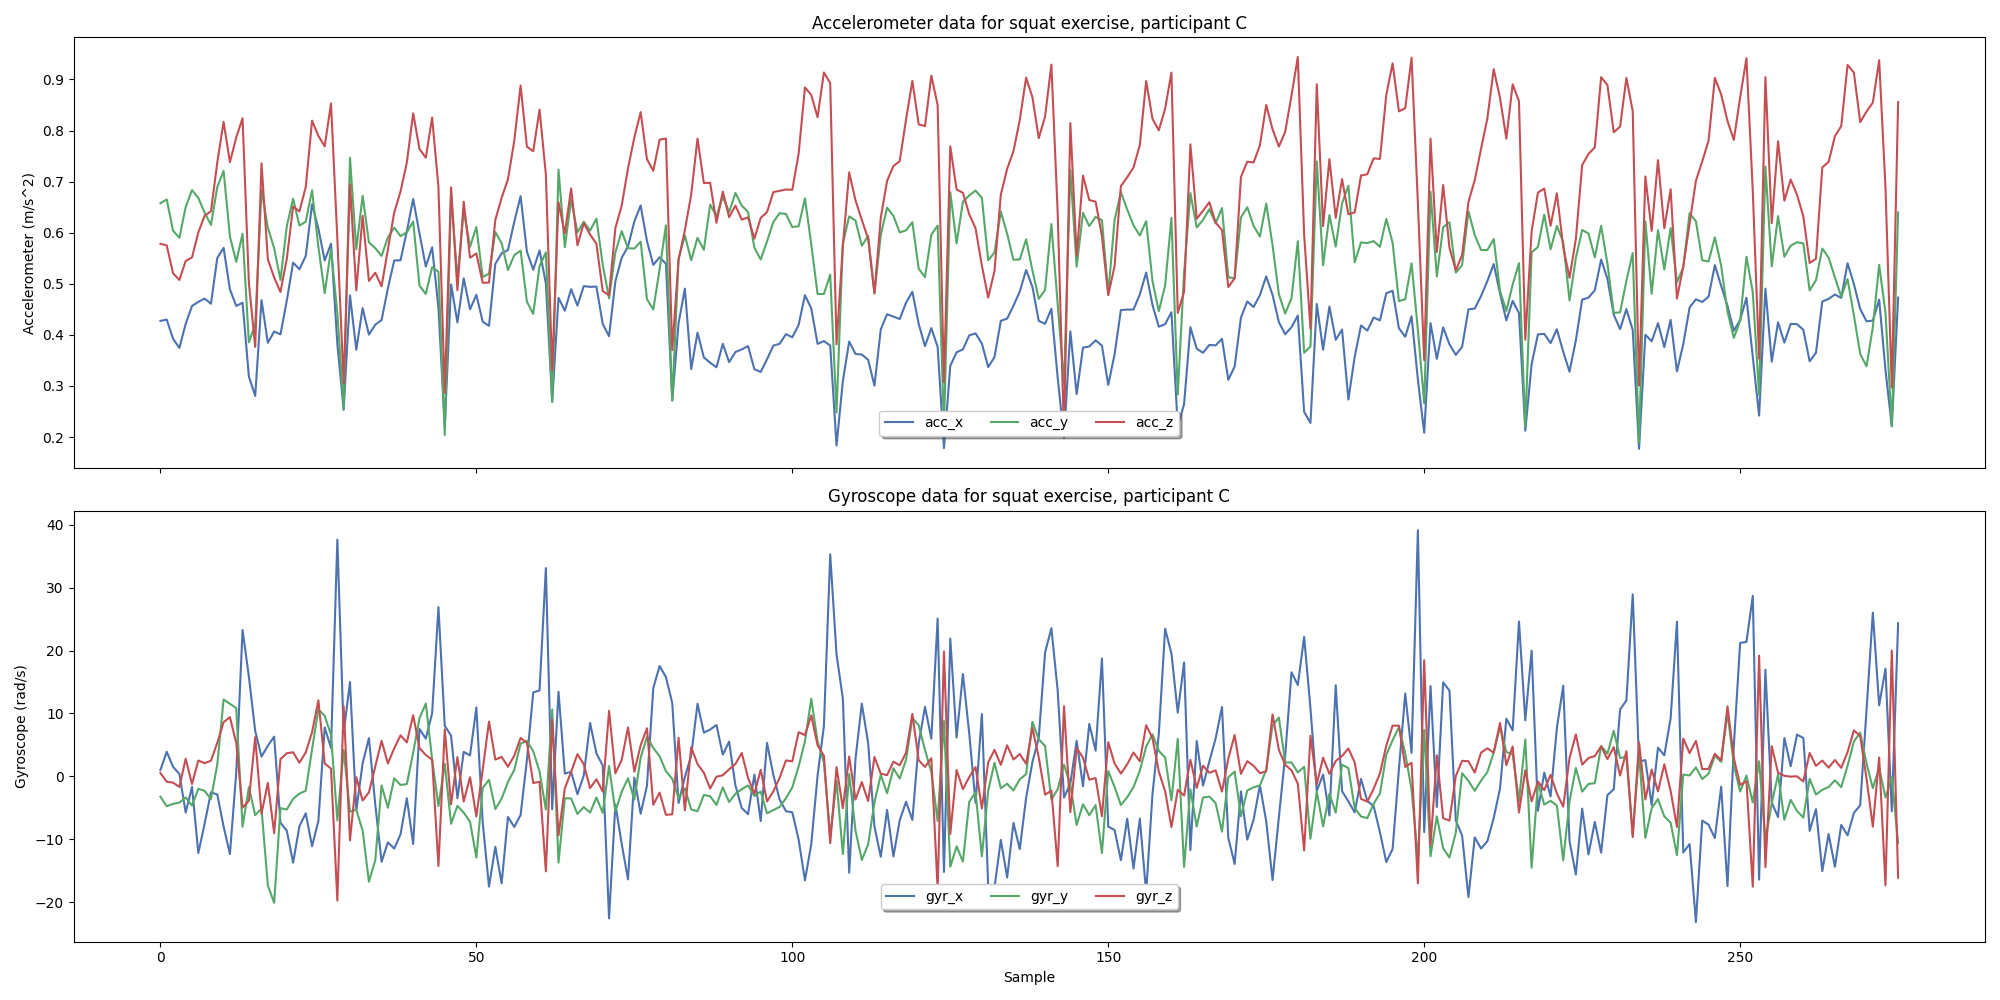 Accelerometer data for squat exercise, participant C
Accelerometer (m/s^2)
0.9
0.8
0.7
0.6
0.5
0.4
0.3
0.2
acc_x acc_y acc_z
Gyroscope data for squat exercise, participant C
Gyroscope (rad/s)
40
30
20
10
0
−10
−20
gyr_x gyr_y gyr_z
0 50 100 150 200 250
Sample